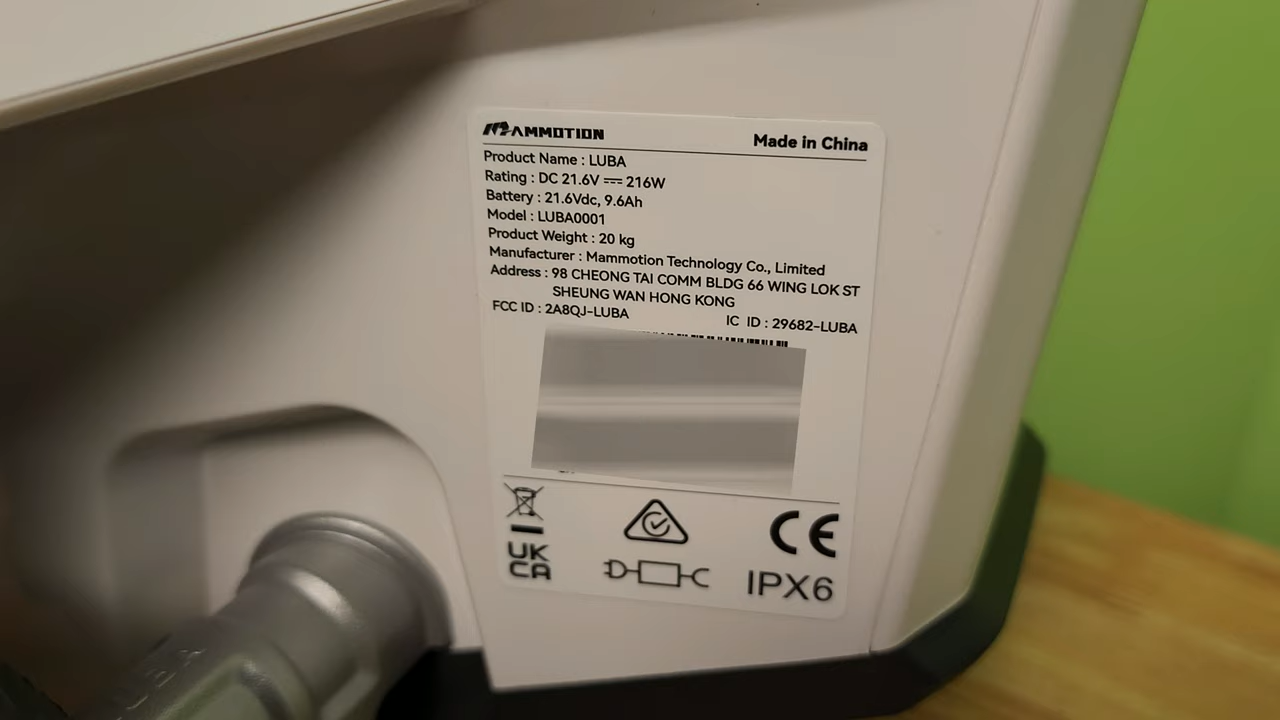 MAMMOTION
Made in China
Product Name : LUBA
Rating : DC 21.6V ⎓ 216W
Battery : 21.6Vdc, 9.6Ah
Model : LUBA0001
Product Weight : 20 kg
Manufacturer : Mammotion Technology Co., Limited
Address : 98 CHEONG TAI COMM BLDG 66 WING LOK ST
SHEUNG WAN HONG KONG
FCC ID : 2A8QJ-LUBA
IC ID : 29682-LUBA
UK
CA
CE
IPX6